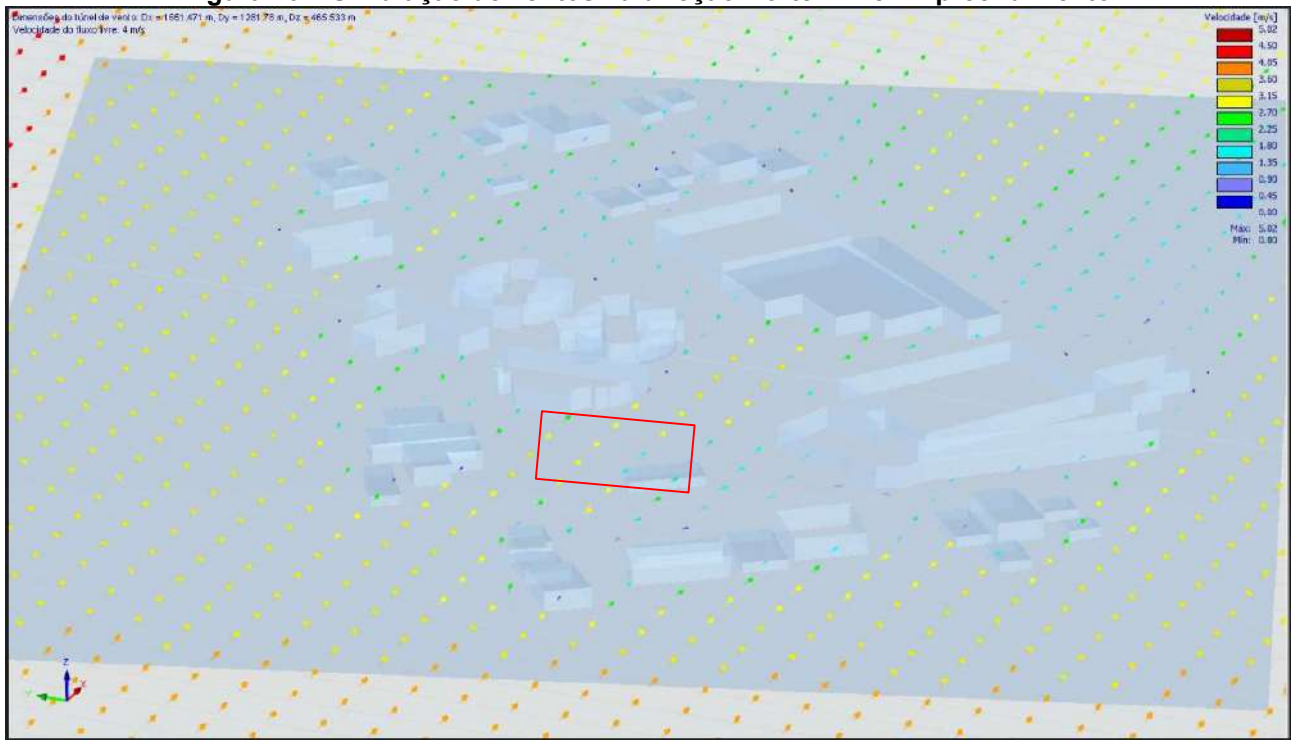 Dimensões do túnel de vento: Dx = 1661.471 m, Dy = 1281.78 m, Dz = 465.533 m
Velocidade do fluxo livre: 4 m/s
Velocidade [m/s]
5.02
4.50
4.05
3.60
3.15
2.70
2.25
1.80
1.35
0.90
0.45
0.00
Máx: 5.02
Mín: 0.00
Z
Y
X